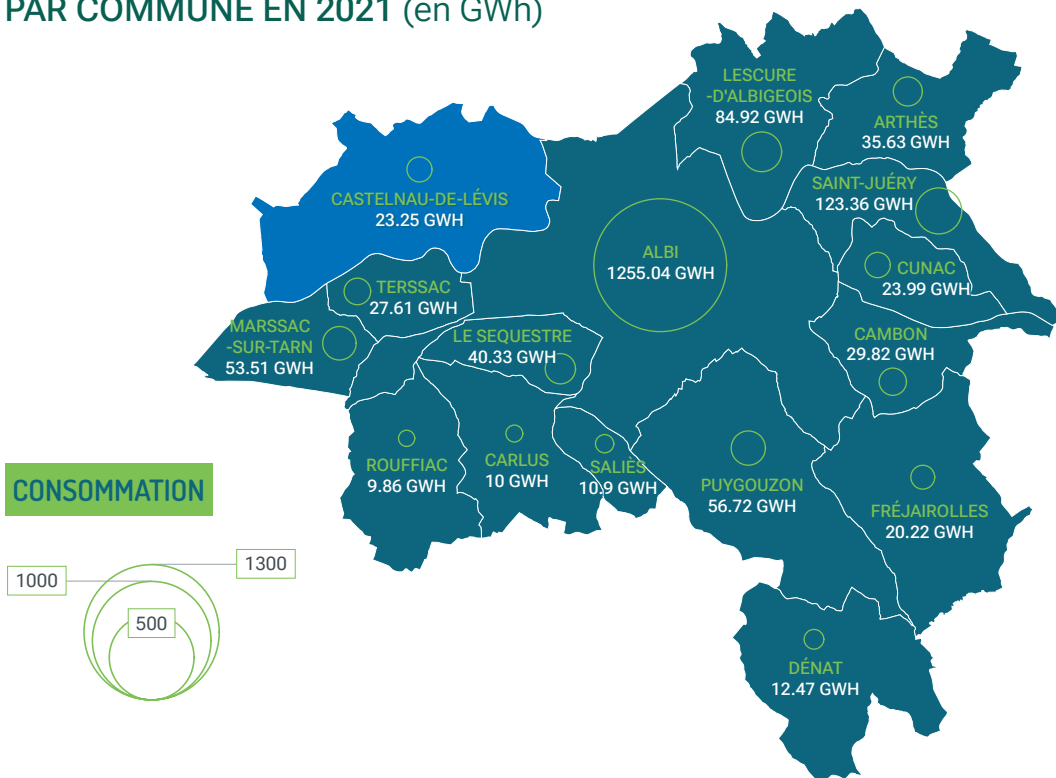 PAR COMMUNE EN 2021 (en GWh)
LESCURE
-D'ALBIGEOIS
84.92 GWH
ARTHÈS
35.63 GWH
CASTELNAU-DE-LÉVIS
23.25 GWH
SAINT-JUÉRY
123.36 GWH
ALBI
1255.04 GWH
CUNAC
23.99 GWH
TERSSAC
27.61 GWH
MARSSAC
-SUR-TARN
53.51 GWH
LE SEQUESTRE
40.33 GWH
CAMBON
29.82 GWH
ROUFFIAC
9.86 GWH
CARLUS
10 GWH
SALIÈS
10.9 GWH
PUYGOUZON
56.72 GWH
FRÉJAIROLLES
20.22 GWH
CONSOMMATION
1300
1000
500
DÉNAT
12.47 GWH